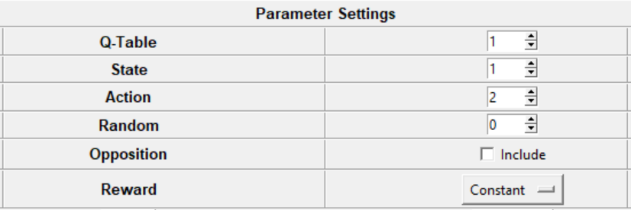 Parameter Settings
Q-Table 1
State 1
Action 2
Random 0
Opposition Include
Reward Constant